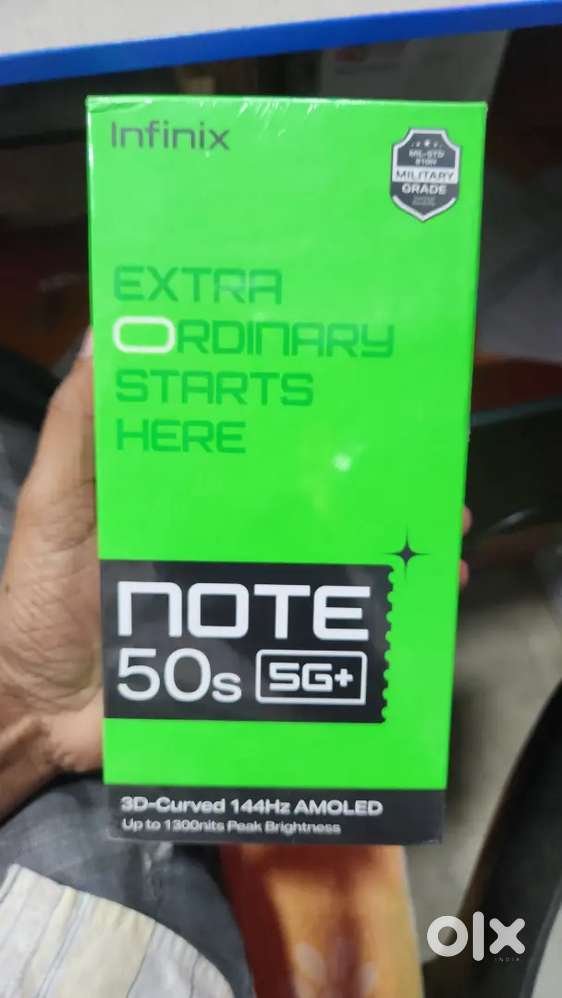 Infinix
MIL-STD
810H
MILITARY
GRADE
EXTRA
ORDINARY
STARTS
HERE
NOTE
50s 5G+
3D-Curved 144Hz AMOLED
Up to 1300nits Peak Brightness
olx
INDIA